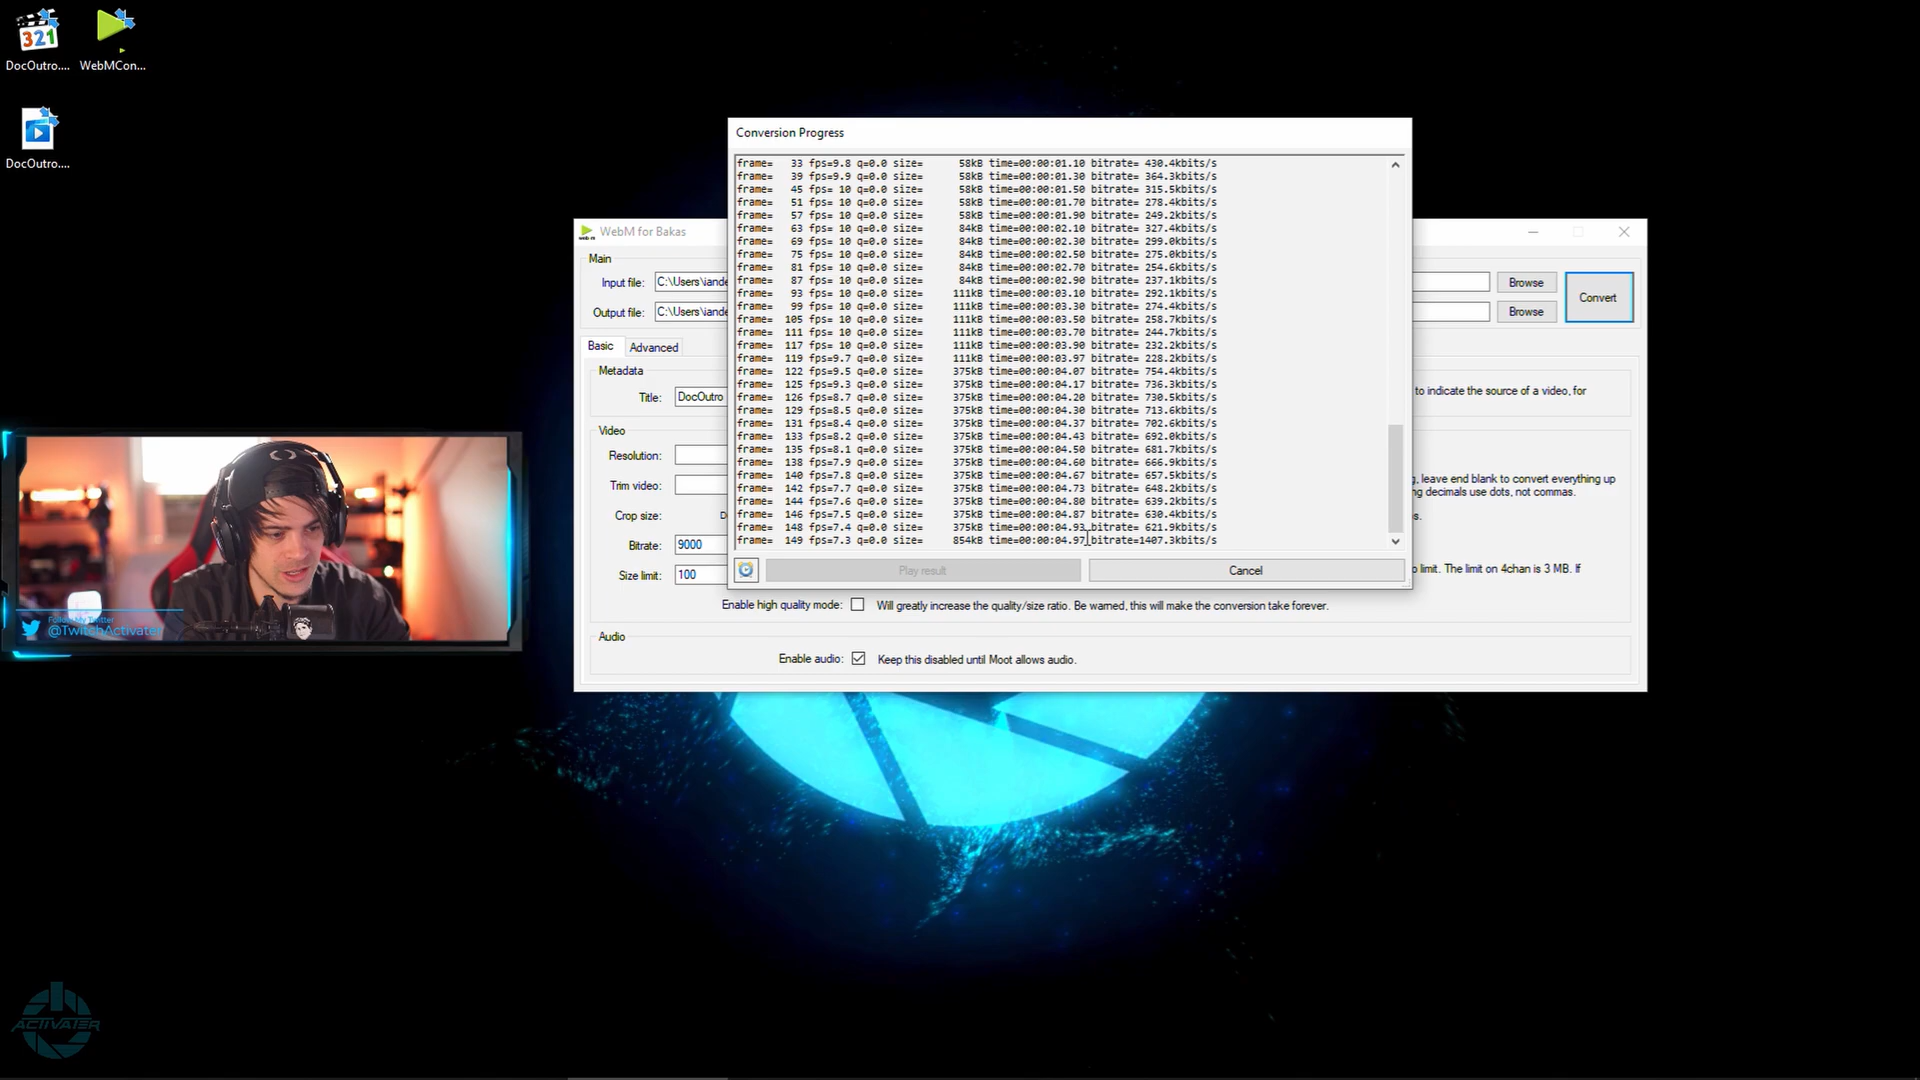 321
DocOutro....
WebMCon...
DocOutro....
Conversion Progress
frame= 33 fps=9.8 q=0.0 size= 58kB time=00:00:01.10 bitrate= 430.4kbits/s
frame= 39 fps=9.9 q=0.0 size= 58kB time=00:00:01.30 bitrate= 364.3kbits/s
frame= 45 fps= 10 q=0.0 size= 58kB time=00:00:01.50 bitrate= 315.5kbits/s
frame= 51 fps= 10 q=0.0 size= 58kB time=00:00:01.70 bitrate= 278.4kbits/s
frame= 57 fps= 10 q=0.0 size= 58kB time=00:00:01.90 bitrate= 249.2kbits/s
frame= 63 fps= 10 q=0.0 size= 84kB time=00:00:02.10 bitrate= 327.4kbits/s
frame= 69 fps= 10 q=0.0 size= 84kB time=00:00:02.30 bitrate= 299.0kbits/s
frame= 75 fps= 10 q=0.0 size= 84kB time=00:00:02.50 bitrate= 275.0kbits/s
frame= 81 fps= 10 q=0.0 size= 84kB time=00:00:02.70 bitrate= 254.6kbits/s
frame= 87 fps= 10 q=0.0 size= 84kB time=00:00:02.90 bitrate= 237.1kbits/s
frame= 93 fps= 10 q=0.0 size= 111kB time=00:00:03.10 bitrate= 292.1kbits/s
frame= 99 fps= 10 q=0.0 size= 111kB time=00:00:03.30 bitrate= 274.4kbits/s
frame= 105 fps= 10 q=0.0 size= 111kB time=00:00:03.50 bitrate= 258.7kbits/s
frame= 111 fps= 10 q=0.0 size= 111kB time=00:00:03.70 bitrate= 244.7kbits/s
frame= 117 fps= 10 q=0.0 size= 111kB time=00:00:03.90 bitrate= 232.2kbits/s
frame= 119 fps=9.7 q=0.0 size= 111kB time=00:00:03.97 bitrate= 228.2kbits/s
frame= 122 fps=9.5 q=0.0 size= 375kB time=00:00:04.07 bitrate= 754.4kbits/s
frame= 125 fps=9.3 q=0.0 size= 375kB time=00:00:04.17 bitrate= 736.3kbits/s
frame= 126 fps=8.7 q=0.0 size= 375kB time=00:00:04.20 bitrate= 730.5kbits/s
frame= 129 fps=8.5 q=0.0 size= 375kB time=00:00:04.30 bitrate= 713.6kbits/s
frame= 131 fps=8.4 q=0.0 size= 375kB time=00:00:04.37 bitrate= 702.6kbits/s
frame= 133 fps=8.2 q=0.0 size= 375kB time=00:00:04.43 bitrate= 692.0kbits/s
frame= 135 fps=8.1 q=0.0 size= 375kB time=00:00:04.50 bitrate= 681.7kbits/s
frame= 138 fps=7.9 q=0.0 size= 375kB time=00:00:04.60 bitrate= 666.9kbits/s
frame= 140 fps=7.8 q=0.0 size= 375kB time=00:00:04.67 bitrate= 657.5kbits/s
frame= 142 fps=7.7 q=0.0 size= 375kB time=00:00:04.73 bitrate= 648.2kbits/s
frame= 144 fps=7.6 q=0.0 size= 375kB time=00:00:04.80 bitrate= 639.2kbits/s
frame= 146 fps=7.5 q=0.0 size= 375kB time=00:00:04.87 bitrate= 630.4kbits/s
frame= 148 fps=7.4 q=0.0 size= 375kB time=00:00:04.93 bitrate= 621.9kbits/s
frame= 149 fps=7.3 q=0.0 size= 854kB time=00:00:04.97 bitrate=1407.3kbits/s
Play result
Cancel
WebM for Bakas
Main
Input file: C:\Users\iande
Browse
Convert
Output file: C:\Users\iande
Browse
Basic
Advanced
Metadata
Title: DocOutro
to indicate the source of a video, for
Video
Resolution:
Trim video:
, leave end blank to convert everything up
ng decimals use dots, not commas.
Crop size:
s.
Bitrate: 9000
Size limit: 100
o limit. The limit on 4chan is 3 MB. If
Enable high quality mode:
Will greatly increase the quality/size ratio. Be warned, this will make the conversion take forever.
Audio
Enable audio:
Keep this disabled until Moot allows audio.
Follow My Twitter
@TwitchActivater
ACTIVATER